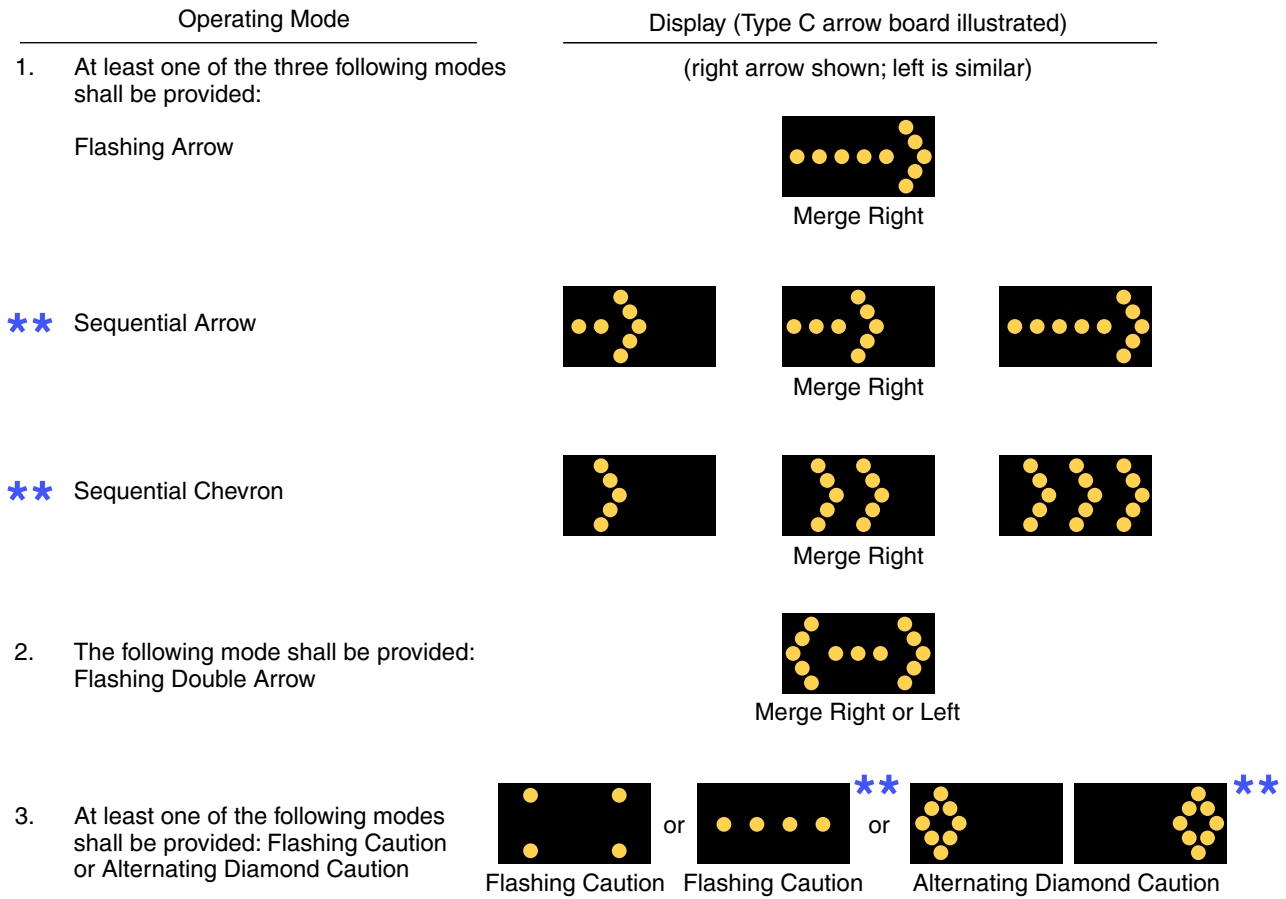 Operating Mode
Display (Type C arrow board illustrated)
1. At least one of the three following modes
shall be provided:
(right arrow shown; left is similar)
Flashing Arrow
Merge Right
** Sequential Arrow
Merge Right
** Sequential Chevron
Merge Right
2. The following mode shall be provided:
Flashing Double Arrow
Merge Right or Left
3. At least one of the following modes
shall be provided: Flashing Caution
or Alternating Diamond Caution
or ** or **
Flashing Caution Flashing Caution Alternating Diamond Caution